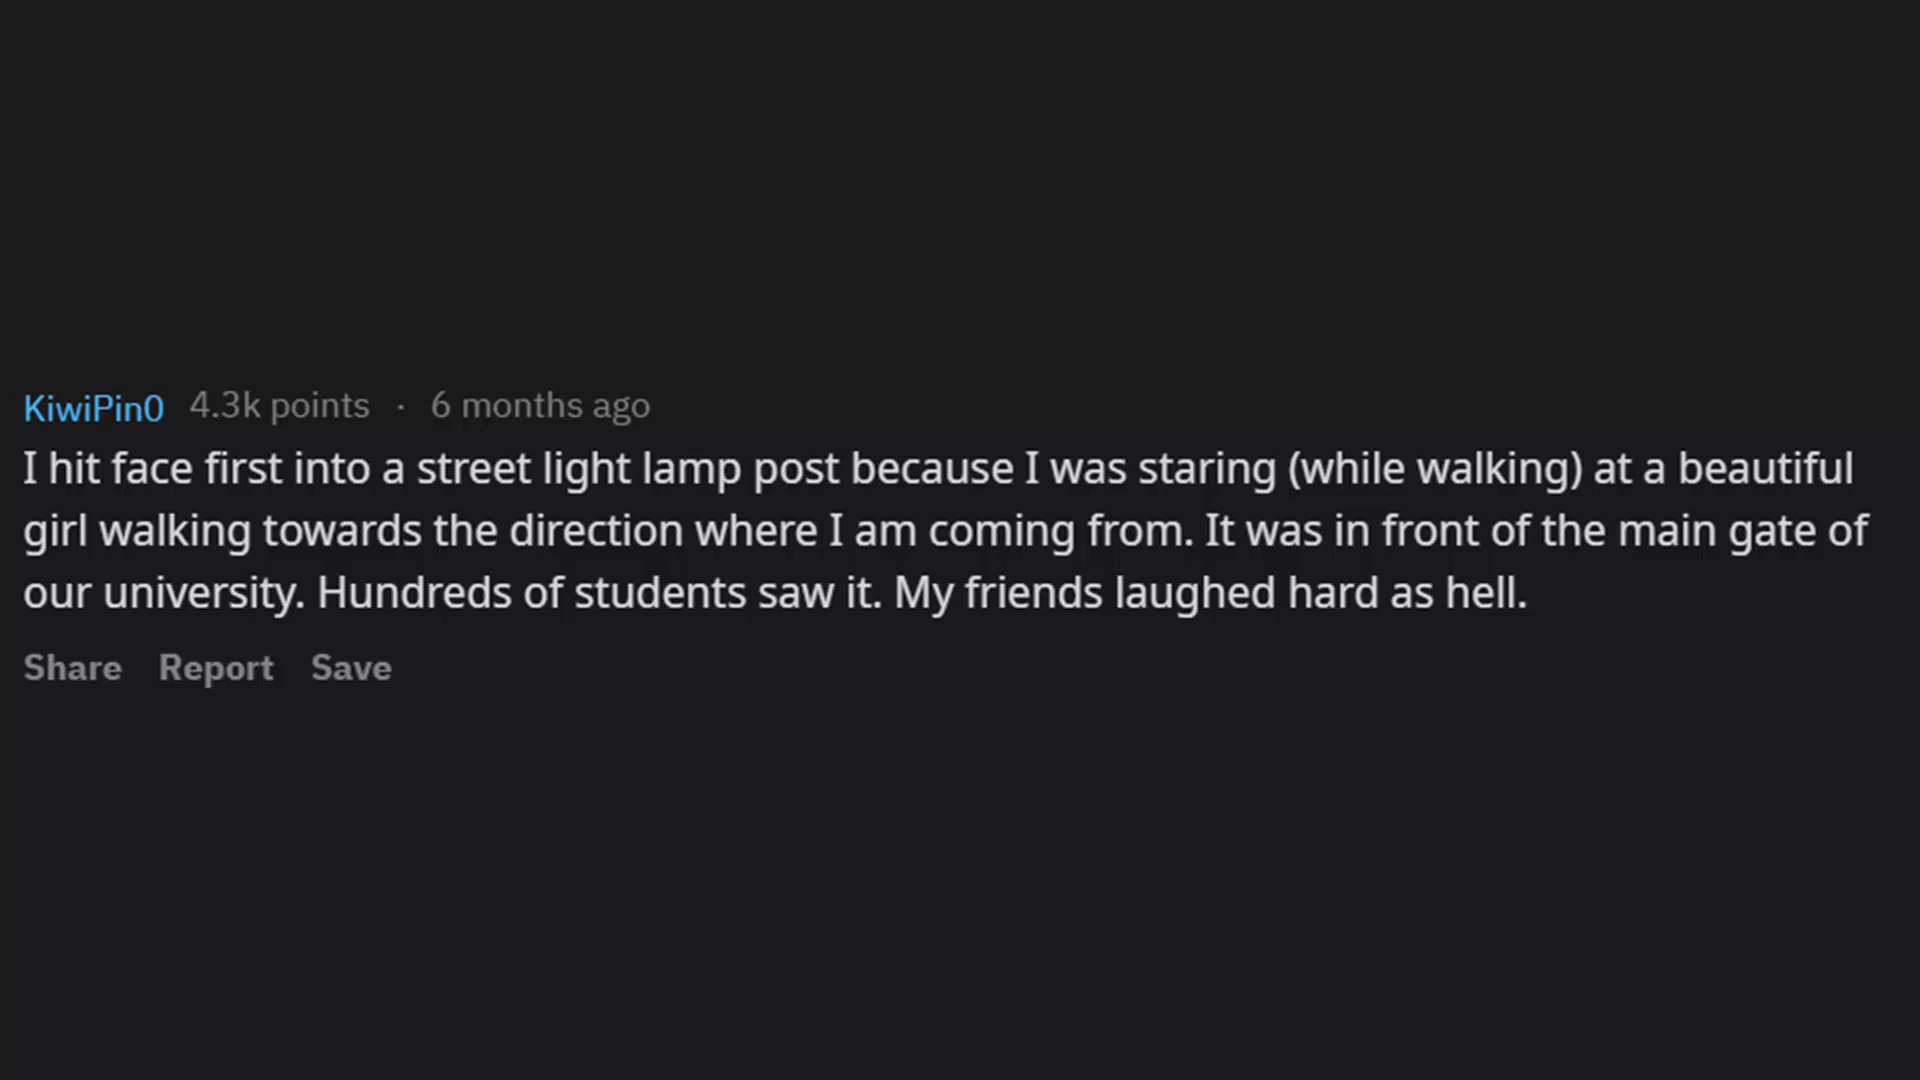 KiwiPin0 4.3k points · 6 months ago
I hit face first into a street light lamp post because I was staring (while walking) at a beautiful
girl walking towards the direction where I am coming from. It was in front of the main gate of
our university. Hundreds of students saw it. My friends laughed hard as hell.
Share Report Save